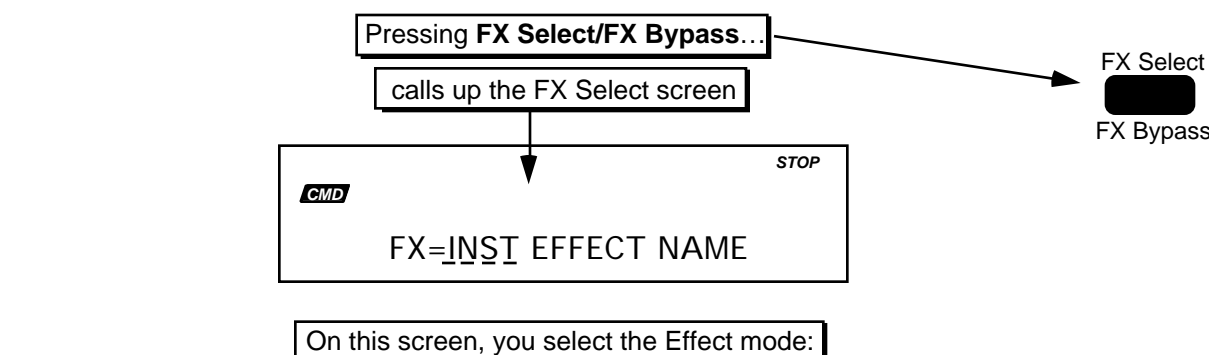 Pressing FX Select/FX Bypass…
calls up the FX Select screen
FX Select
FX Bypass
STOP
CMD
FX=INST EFFECT NAME
On this screen, you select the Effect mode: